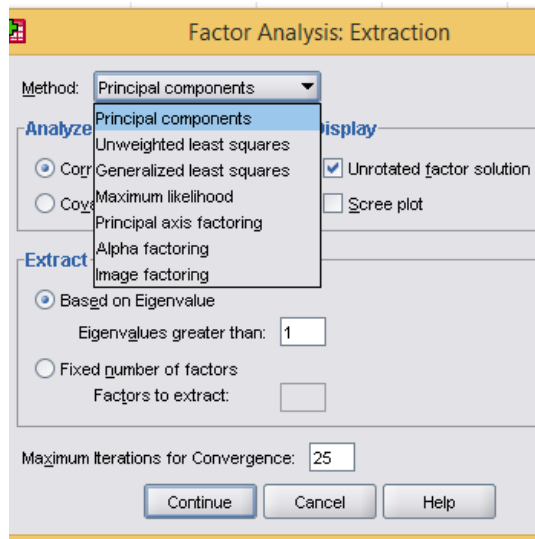 Factor Analysis: Extraction
Method: Principal components
Principal components
Unweighted least squares
Generalized least squares
Maximum likelihood
Principal axis factoring
Alpha factoring
Image factoring
Analyze
Display
Unrotated factor solution
Scree plot
Extract
Based on Eigenvalue
Eigenvalues greater than: 1
Fixed number of factors
Factors to extract:
Maximum Iterations for Convergence: 25
Continue Cancel Help